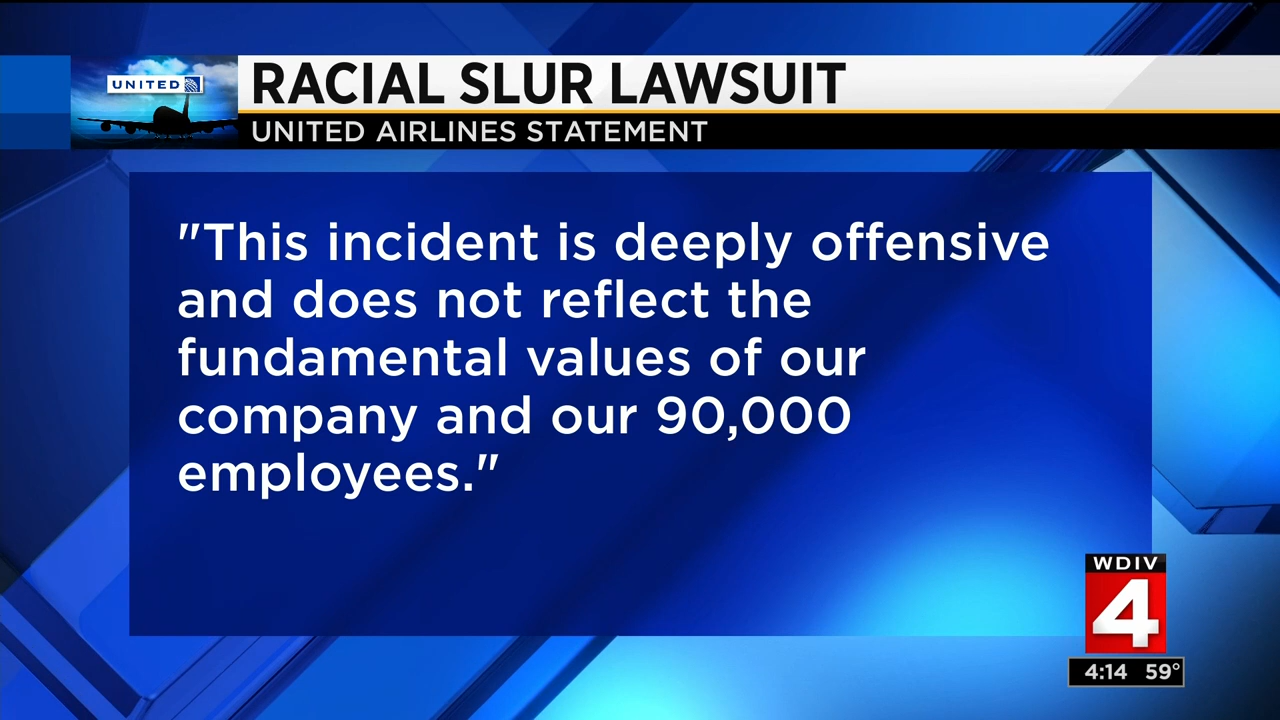 UNITED
RACIAL SLUR LAWSUIT
UNITED AIRLINES STATEMENT
"This incident is deeply offensive
and does not reflect the
fundamental values of our
company and our 90,000
employees."
WDIV
4
4:14 59°